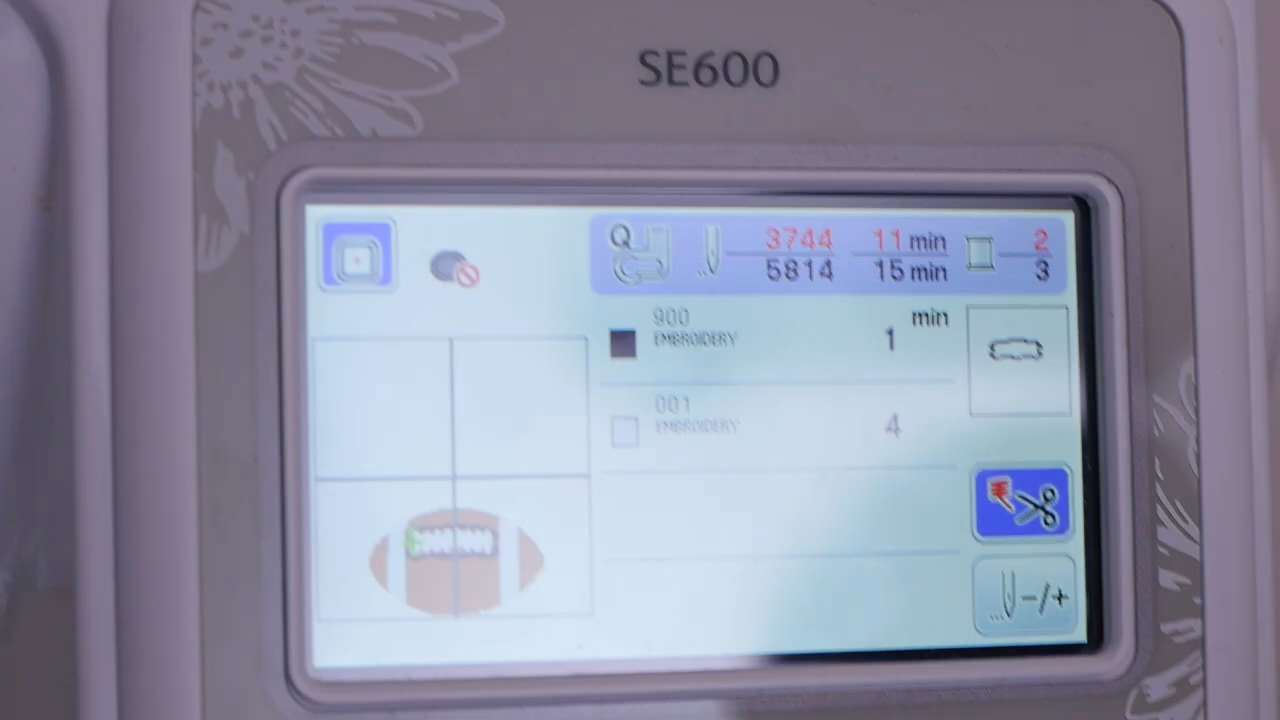 SE600
Q 3744 11 min 2
5814 15 min 3
900 min
EMBROIDERY 1
001
EMBROIDERY 4
-/+